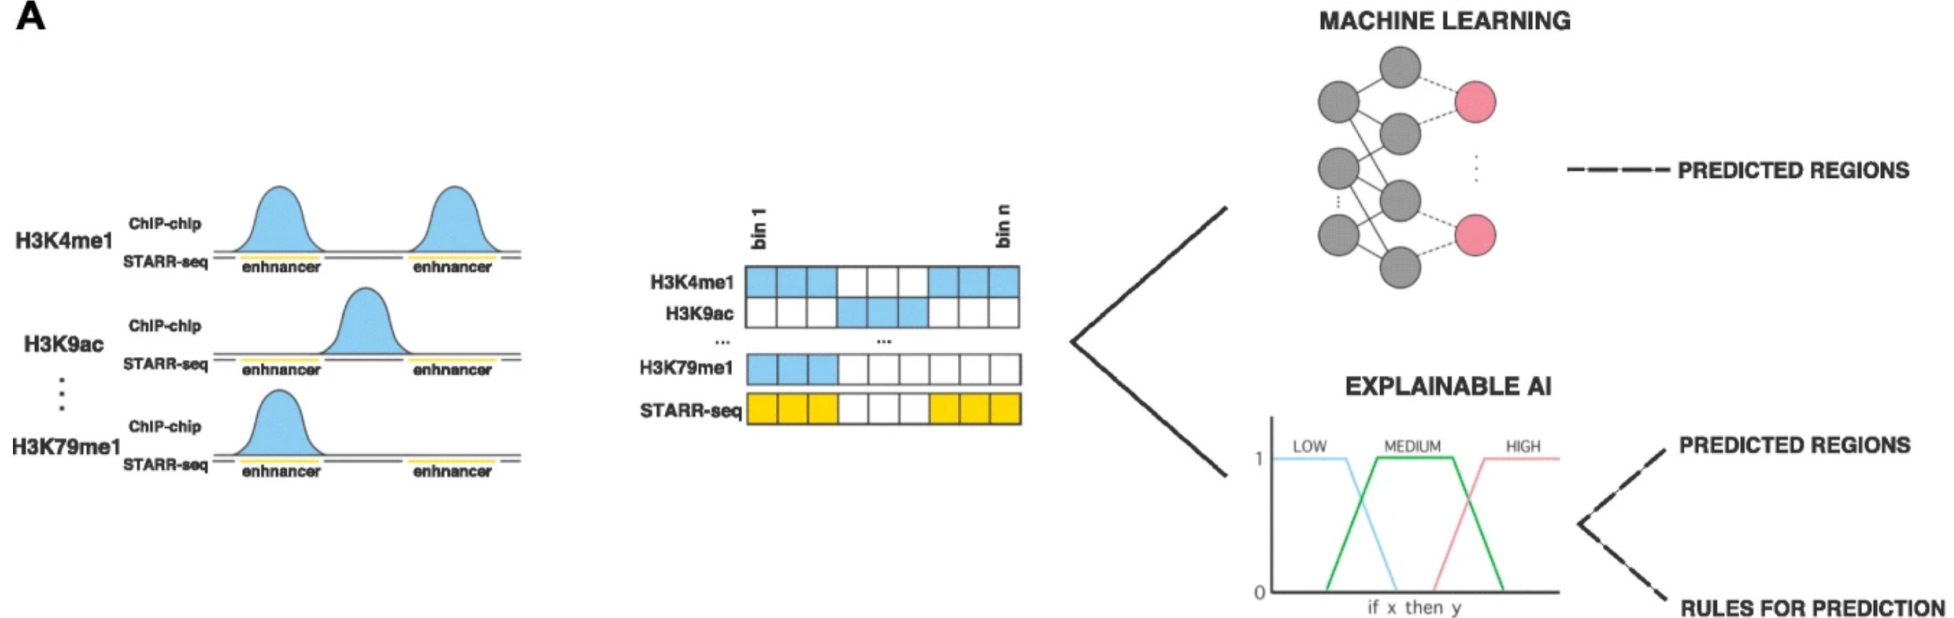 A
H3K4me1
ChIP-chip
STARR-seq
enhnancer
enhnancer
H3K9ac
ChIP-chip
STARR-seq
enhnancer
enhnancer
H3K79me1
ChIP-chip
STARR-seq
enhnancer
enhnancer
bin 1
bin n
H3K4me1
H3K9ac
...
...
H3K79me1
STARR-seq
MACHINE LEARNING
PREDICTED REGIONS
EXPLAINABLE AI
LOW
MEDIUM
HIGH
1
0
if x then y
PREDICTED REGIONS
RULES FOR PREDICTION